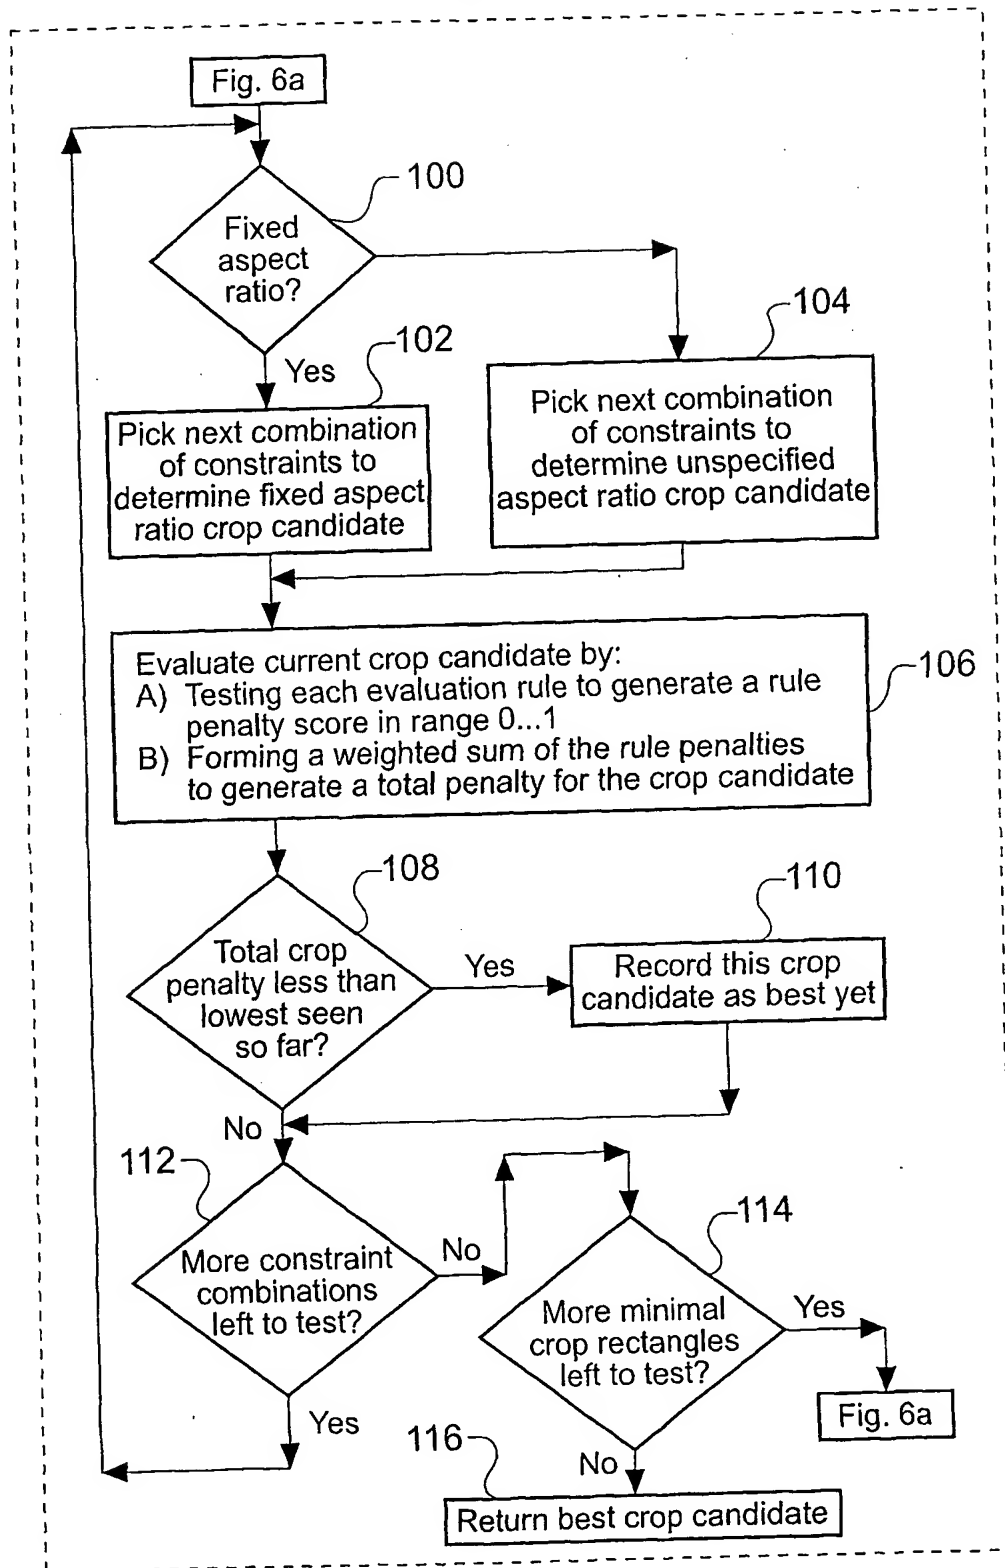 Fig. 6a
100
Fixed
aspect
ratio?
Yes
102
Pick next combination
of constraints to
determine fixed aspect
ratio crop candidate
104
Pick next combination
of constraints to
determine unspecified
aspect ratio crop candidate
106
Evaluate current crop candidate by:
A) Testing each evaluation rule to generate a rule
penalty score in range 0...1
B) Forming a weighted sum of the rule penalties
to generate a total penalty for the crop candidate
108
Total crop
penalty less than
lowest seen
so far?
Yes
110
Record this crop
candidate as best yet
No
112
More constraint
combinations
left to test?
No
Yes
114
More minimal
crop rectangles
left to test?
Yes
Fig. 6a
No
116
Return best crop candidate